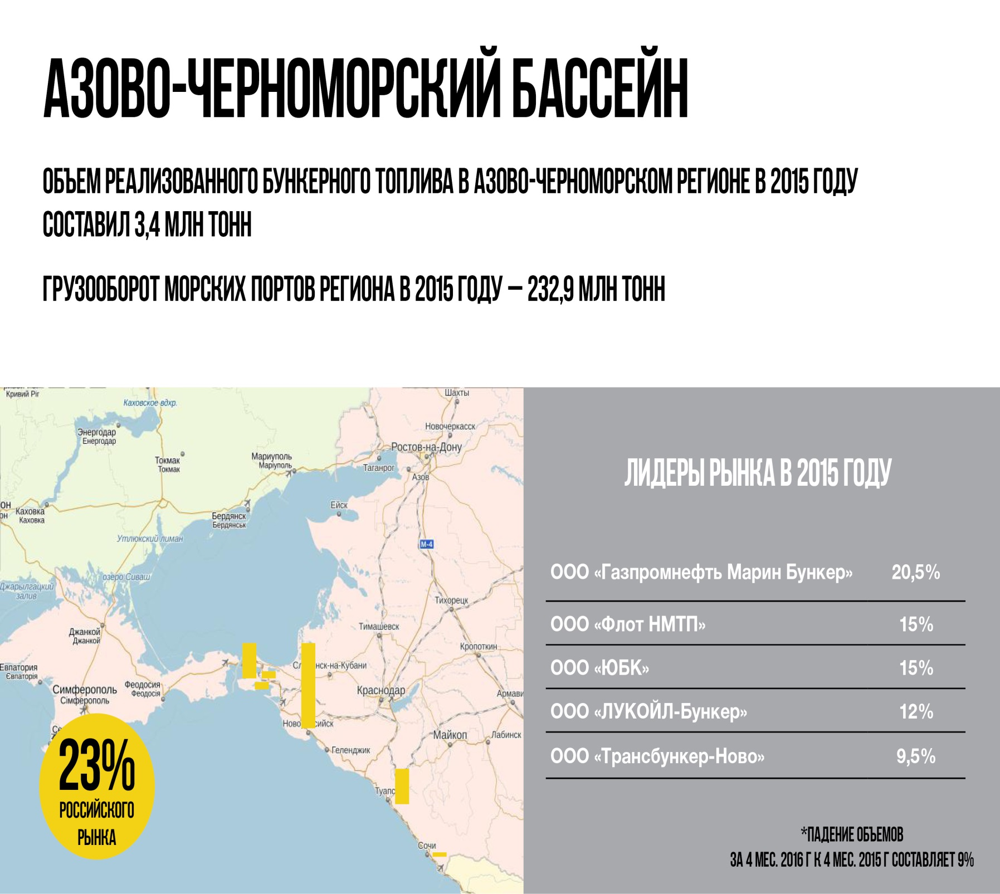 АЗОВО-ЧЕРНОМОРСКИЙ БАССЕЙН
ОБЪЕМ РЕАЛИЗОВАННОГО БУНКЕРНОГО ТОПЛИВА В АЗОВО-ЧЕРНОМОРСКОМ РЕГИОНЕ В 2015 ГОДУ
СОСТАВИЛ 3,4 МЛН ТОНН
ГРУЗООБОРОТ МОРСКИХ ПОРТОВ РЕГИОНА В 2015 ГОДУ – 232,9 МЛН ТОНН
Кривий Ріг
Каховское вдхр.
Шахты
Энергодар
Енергодар
Новочеркасск
Ростов-на-Дону
Токмак
Токмак
Мариуполь
Маріуполь
Таганрог
Азов
Ейск
Каховка
Каховка
Бердянск
Бердянськ
Утлюкский лиман
М-4
озеро Сиваш
Джарылгацкий
залив
Тихорецк
Джанкой
Джанкой
Тимашевск
Кропоткин
Евпатория
Євпаторія
нск-на-Кубани
Симферополь
Сімферополь
Феодосия
Феодосія
Краснодар
Армави
Ново
сийск
Майкоп
Лабинск
Геленджик
Туапс
Сочи
23%
РОССИЙСКОГО
РЫНКА
ЛИДЕРЫ РЫНКА В 2015 ГОДУ
ООО «Газпромнефть Марин Бункер» 20,5%
ООО «Флот НМТП» 15%
ООО «ЮБК» 15%
ООО «ЛУКОЙЛ-Бункер» 12%
ООО «Трансбункер-Ново» 9,5%
*ПАДЕНИЕ ОБЪЕМОВ
ЗА 4 МЕС. 2016 Г К 4 МЕС. 2015 Г СОСТАВЛЯЕТ 9%